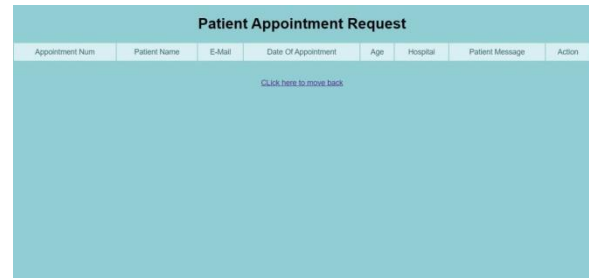 Patient Appointment Request
Appointment Num Patient Name E-Mail Date Of Appointment Age Hospital Patient Message Action
CLick here to move back